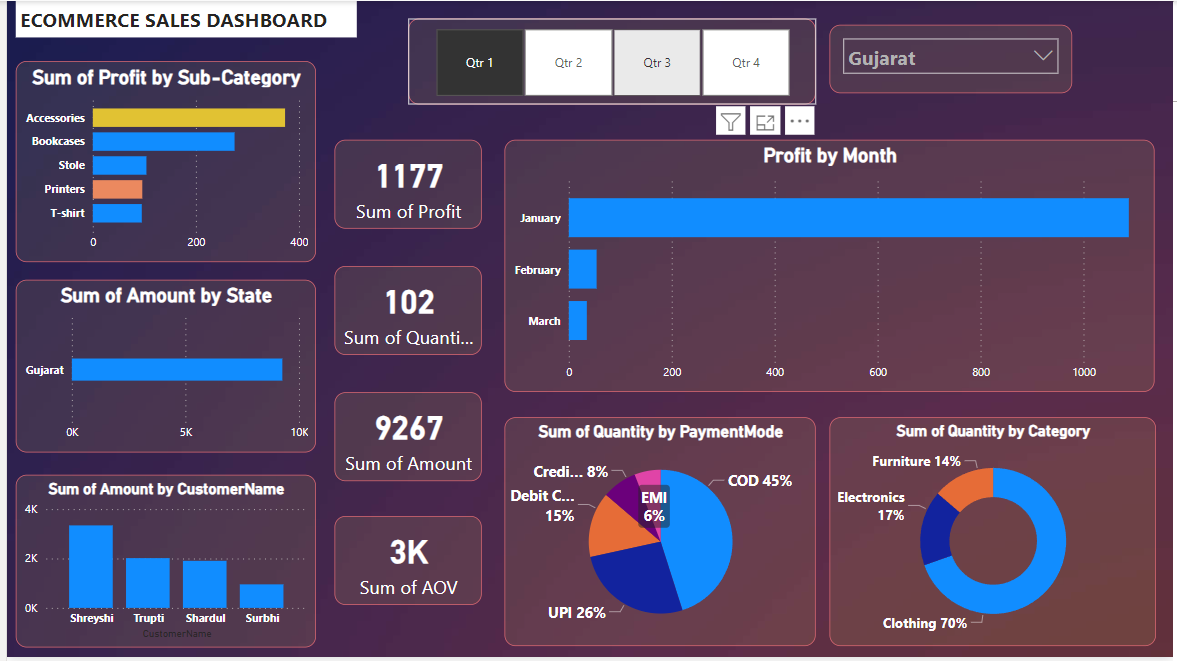 ECOMMERCE SALES DASHBOARD
Qtr 1
Qtr 2
Qtr 3
Qtr 4
Gujarat
Sum of Profit by Sub-Category
Accessories
Bookcases
Stole
Printers
T-shirt
0
200
400
Sum of Amount by State
Gujarat
0K
5K
10K
Sum of Amount by CustomerName
4K
2K
0K
Shreyshi
Trupti
Shardul
Surbhi
CustomerName
1177
Sum of Profit
102
Sum of Quanti...
9267
Sum of Amount
3K
Sum of AOV
Profit by Month
January
February
March
0
200
400
600
800
1000
Sum of Quantity by PaymentMode
Credi... 8%
Debit C...
15%
EMI
6%
COD 45%
UPI 26%
Sum of Quantity by Category
Furniture 14%
Electronics
17%
Clothing 70%